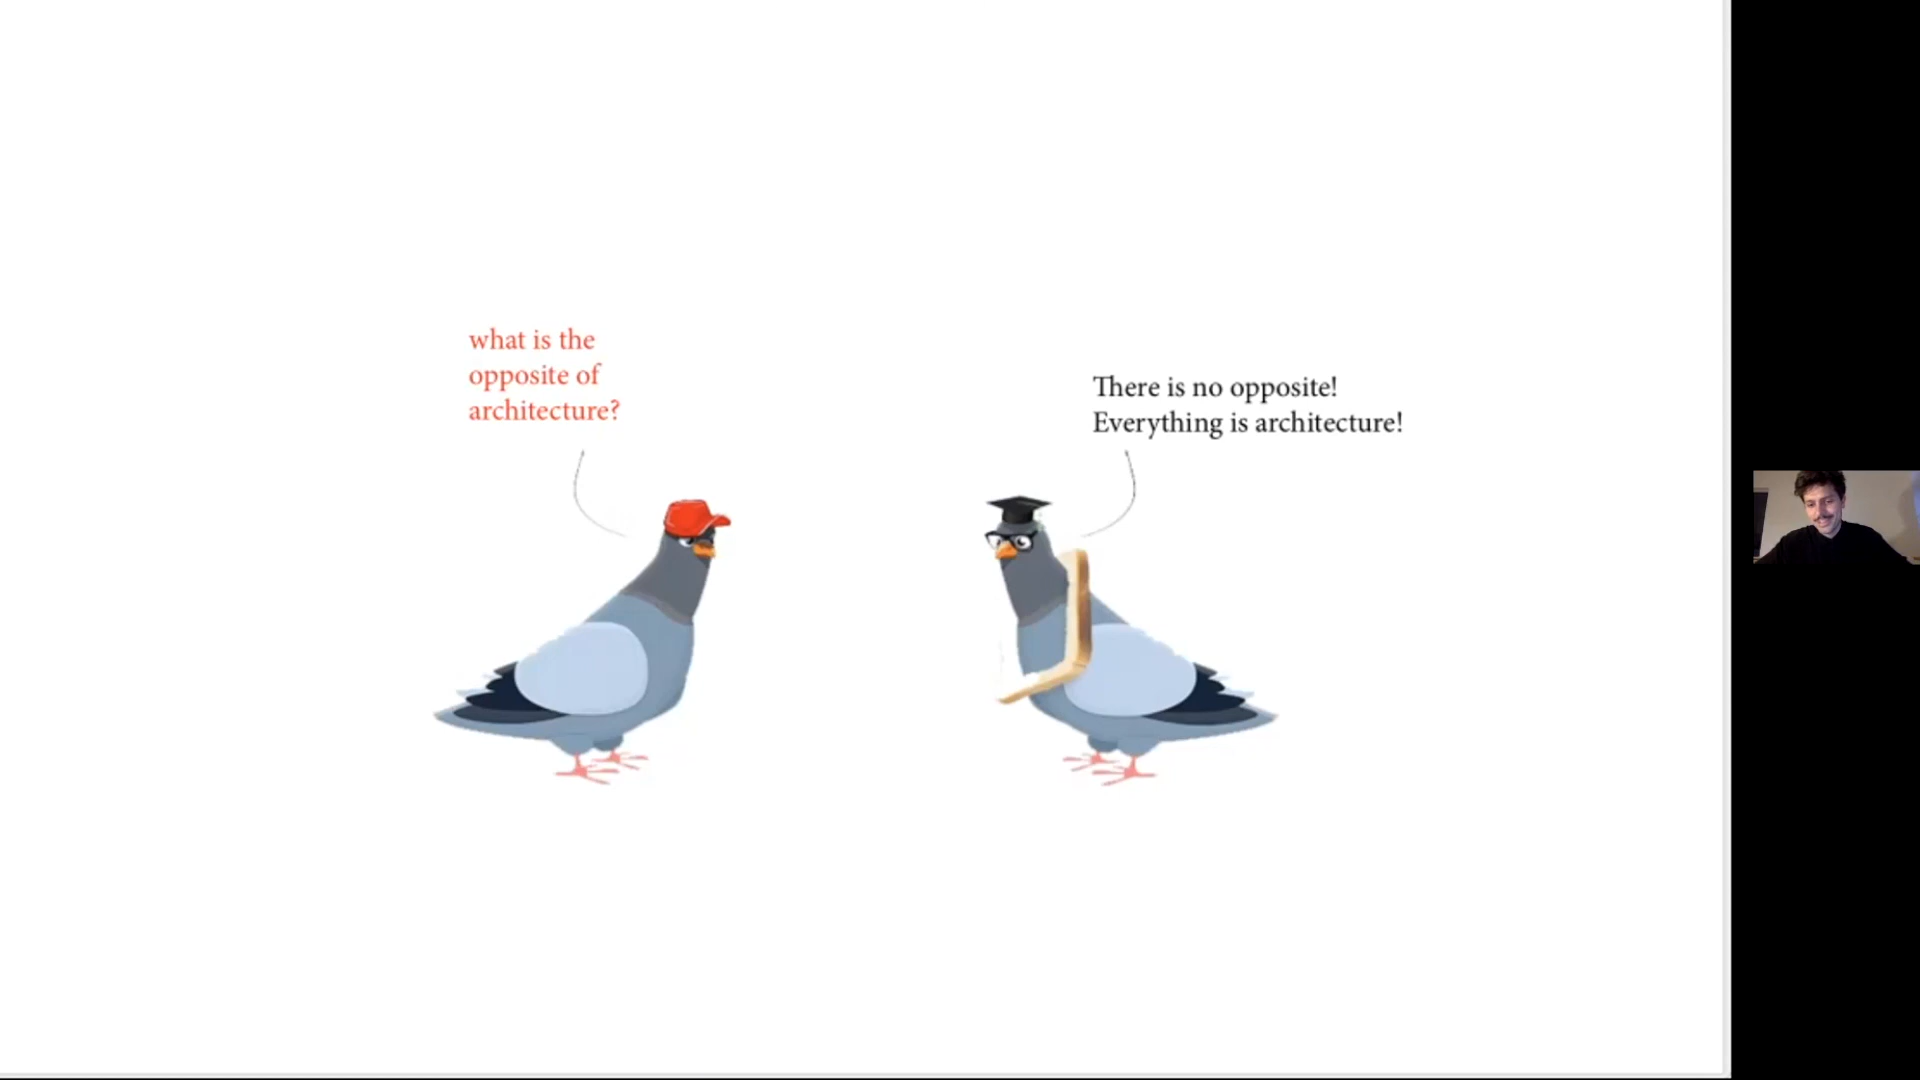 what is the
opposite of
architecture?
There is no opposite!
Everything is architecture!